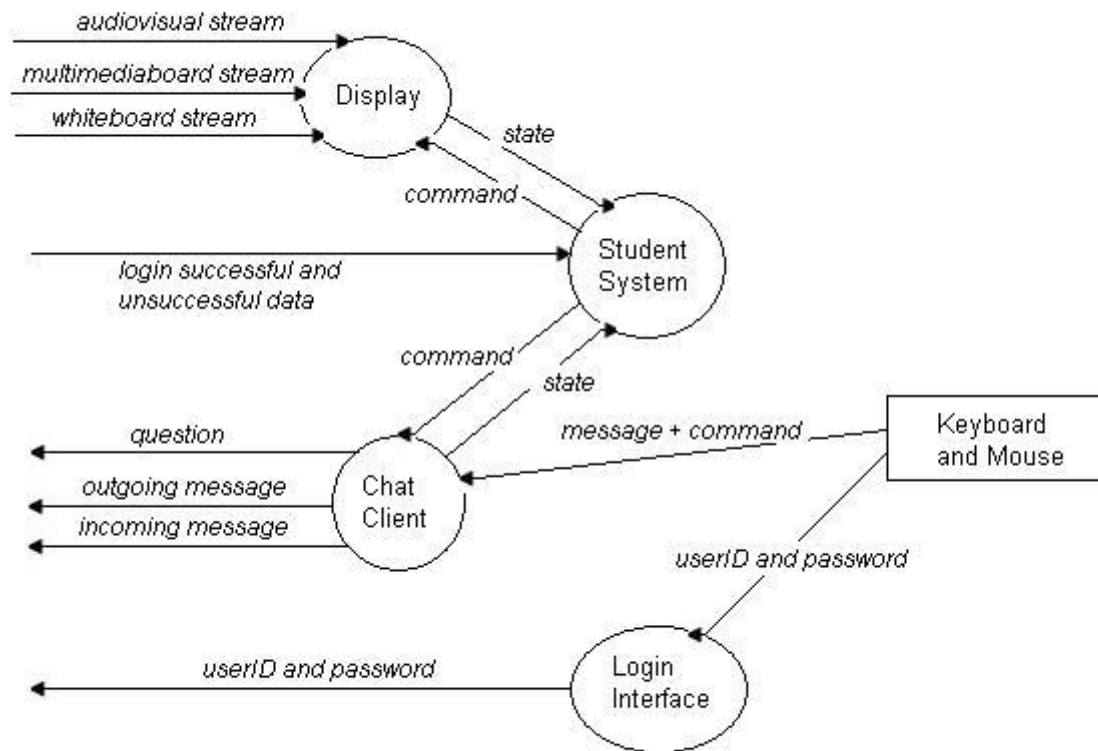 audiovisual stream
multimediaboard stream
whiteboard stream
Display
state
command
Student
System
login successful and
unsuccessful data
command
state
question
outgoing message
incoming message
Chat
Client
message + command
Keyboard
and Mouse
userID and password
userID and password
Login
Interface